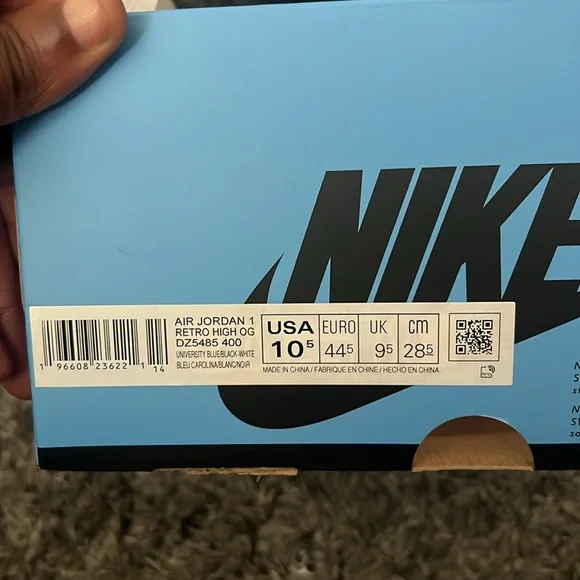 NIKE
AIR JORDAN 1
RETRO HIGH OG
DZ5485 400
UNIVERSITY BLUE/BLACK-WHITE
BLEU CAROLINA/BLANC/NOIR
1 96608 23622 1 14
USA EURO UK cm
10⁵ 44⁵ 9⁵ 28⁵
MADE IN CHINA / FABRIQUE EN CHINE / HECHO EN CHINA